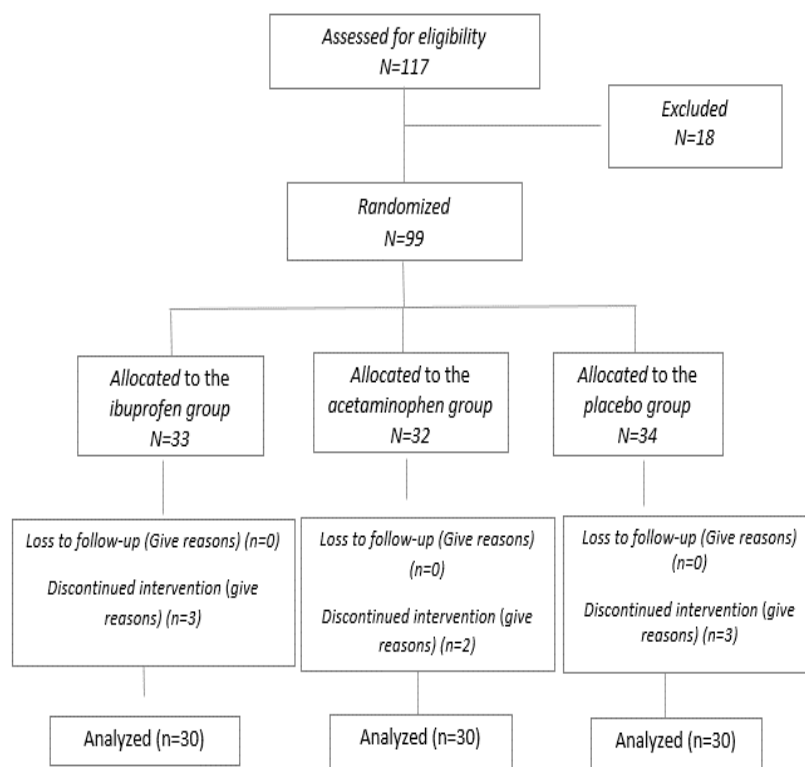 Assessed for eligibility
N=117
Excluded
N=18
Randomized
N=99
Allocated to the
ibuprofen group
N=33
Allocated to the
acetaminophen group
N=32
Allocated to the
placebo group
N=34
Loss to follow-up (Give reasons) (n=0)
Discontinued intervention (give
reasons) (n=3)
Loss to follow-up (Give reasons)
(n=0)
Discontinued intervention (give
reasons) (n=2)
Loss to follow-up (Give reasons)
(n=0)
Discontinued intervention (give
reasons) (n=3)
Analyzed (n=30)
Analyzed (n=30)
Analyzed (n=30)